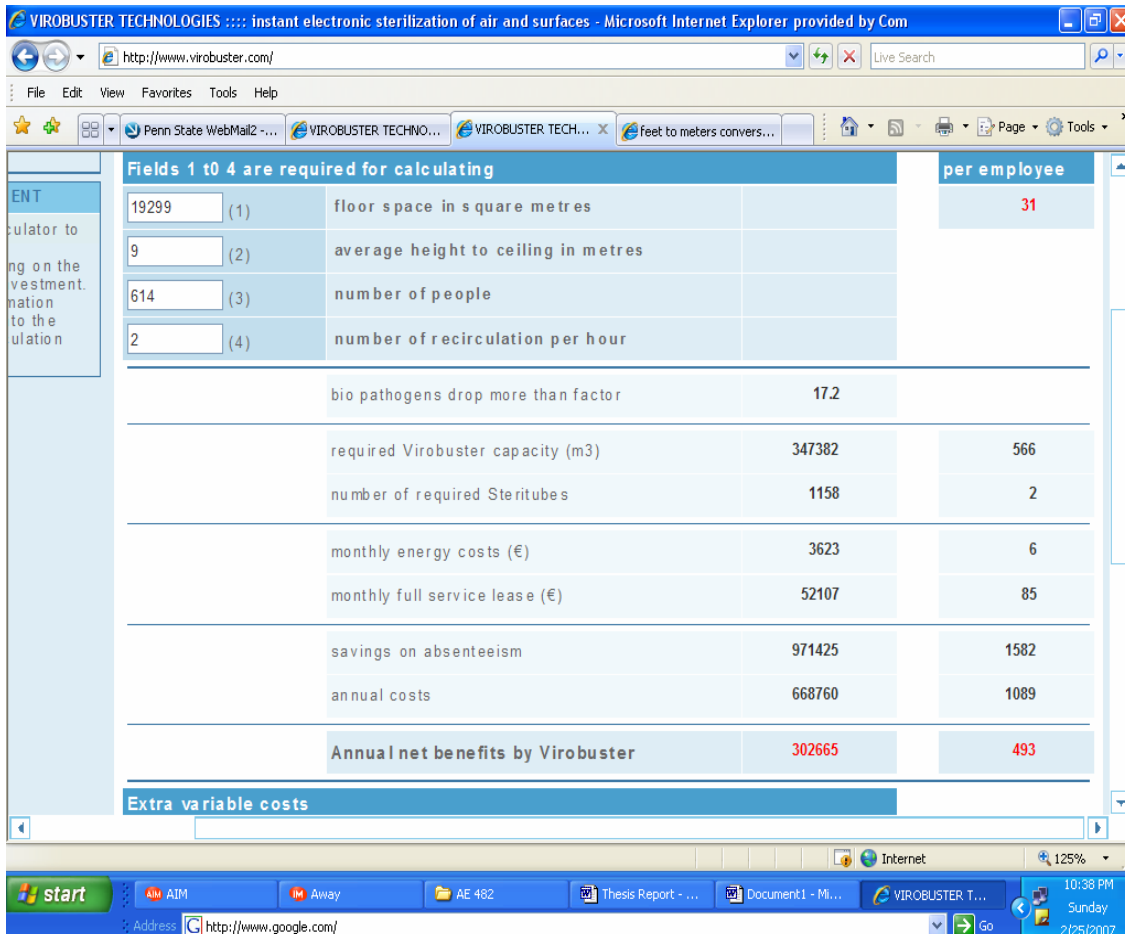 VIROBUSTER TECHNOLOGIES :::: instant electronic sterilization of air and surfaces - Microsoft Internet Explorer provided by Com
http://www.virobuster.com/
Live Search
File Edit View Favorites Tools Help
Penn State WebMail2 -... VIROBUSTER TECHNO... VIROBUSTER TECH... X feet to meters convers... Page Tools
Fields 1 t0 4 are required for calculating per employee
19299 (1) floor space in square metres 31
9 (2) average height to ceiling in metres
614 (3) number of people
2 (4) number of recirculation per hour
ENT
culator to
ng on the
vestment.
mation
to the
ulation
bio pathogens drop more than factor 17.2
required Virobuster capacity (m3) 347382 566
number of required Steritubes 1158 2
monthly energy costs (€) 3623 6
monthly full service lease (€) 52107 85
savings on absenteeism 971425 1582
annual costs 668760 1089
Annual net benefits by Virobuster 302665 493
Extra variable costs
Internet 125%
start AIM Away AE 482 Thesis Report - ... Document1 - Mi... VIROBUSTER T... 10:38 PM
Sunday
Address http://www.google.com/ Go 2/25/2007